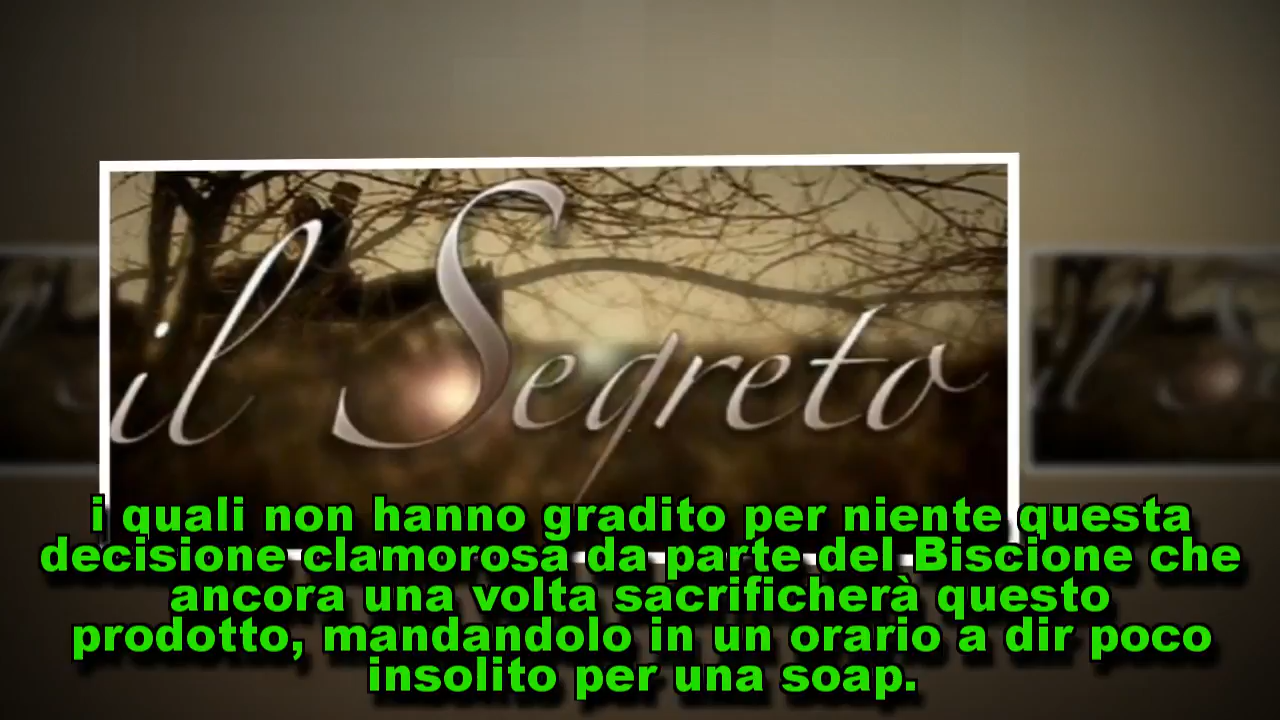 il Segreto
i quali non hanno gradito per niente questa
decisione clamorosa da parte del Biscione che
ancora una volta sacrificherà questo
prodotto, mandandolo in un orario a dir poco
insolito per una soap.